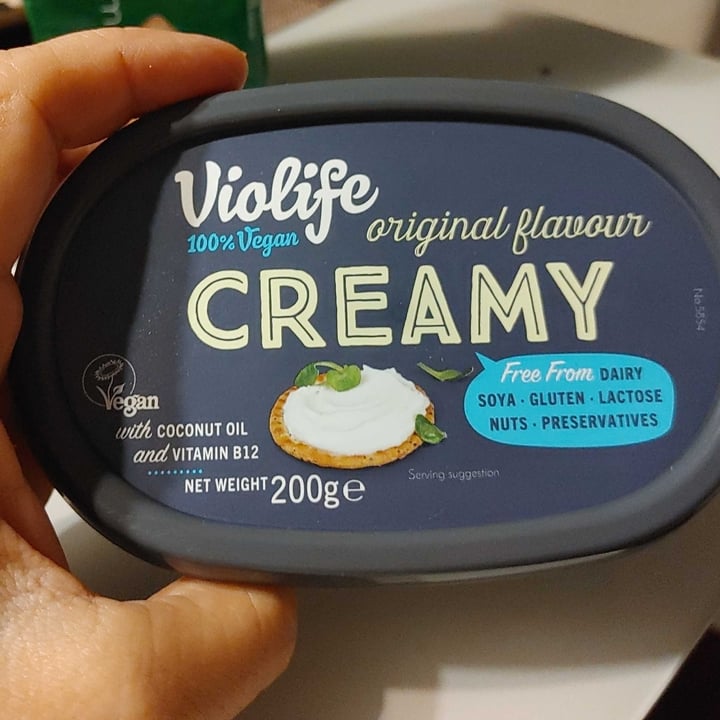 Violife
100% Vegan
original flavour
CREAMY
Free From DAIRY
SOYA · GLUTEN · LACTOSE
NUTS · PRESERVATIVES
Vegan
with COCONUT OIL
and VITAMIN B12
NET WEIGHT 200g e
Serving suggestion